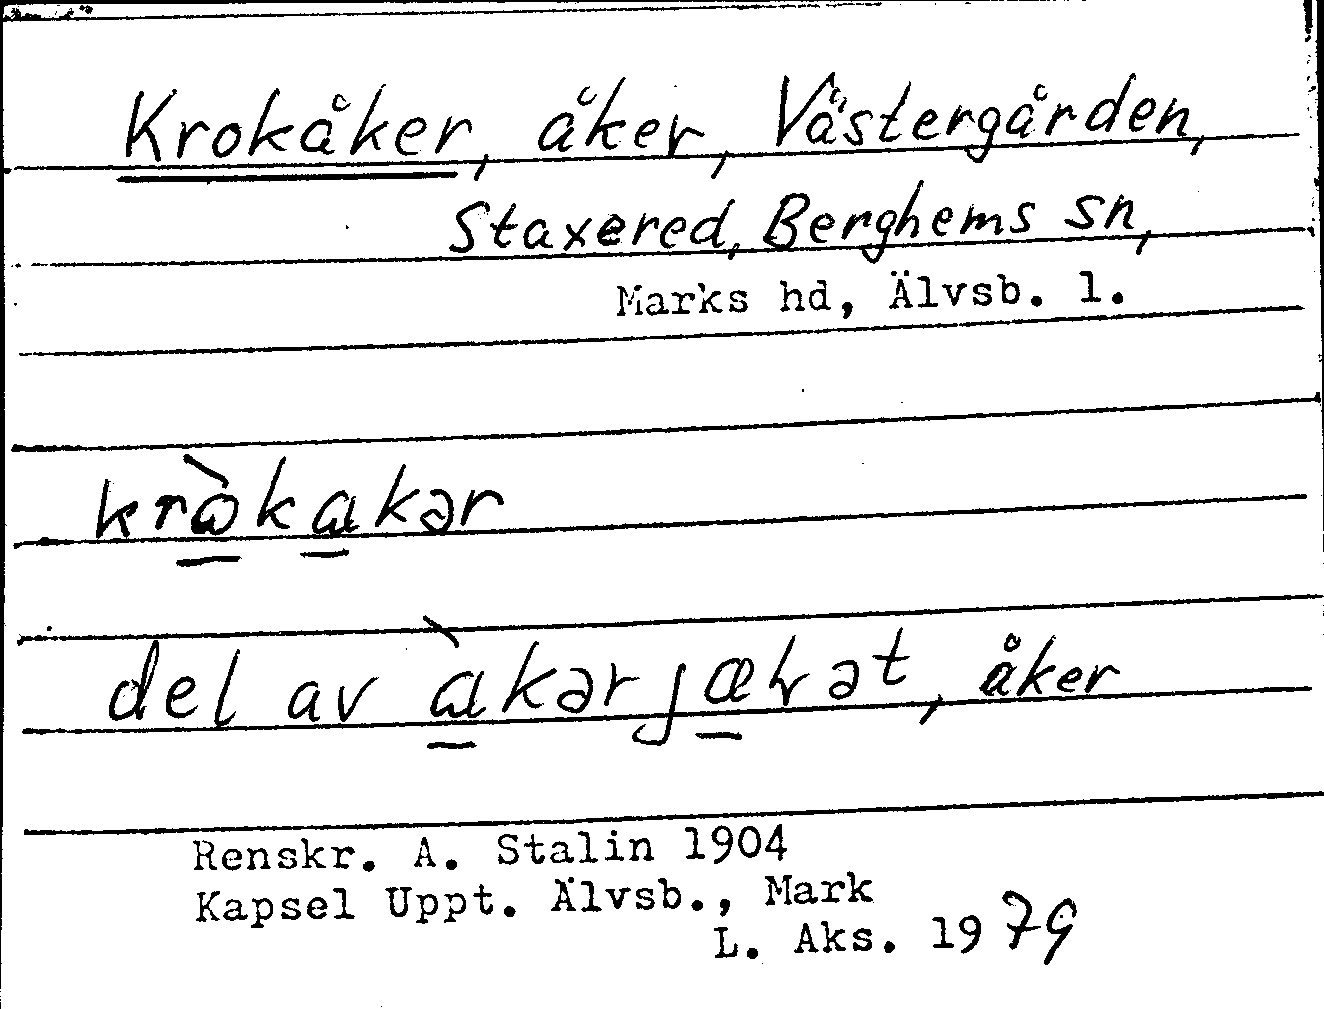 Krokåker, åker, Västergården,
Staxered, Berghems sn,
Marks hd, Älvsb. l.
krὼkakər
del av àkərjærət, åker
Renskr. A. Stalin 1904
Kapsel Uppt. Älvsb., Mark
L. Aks. 1979